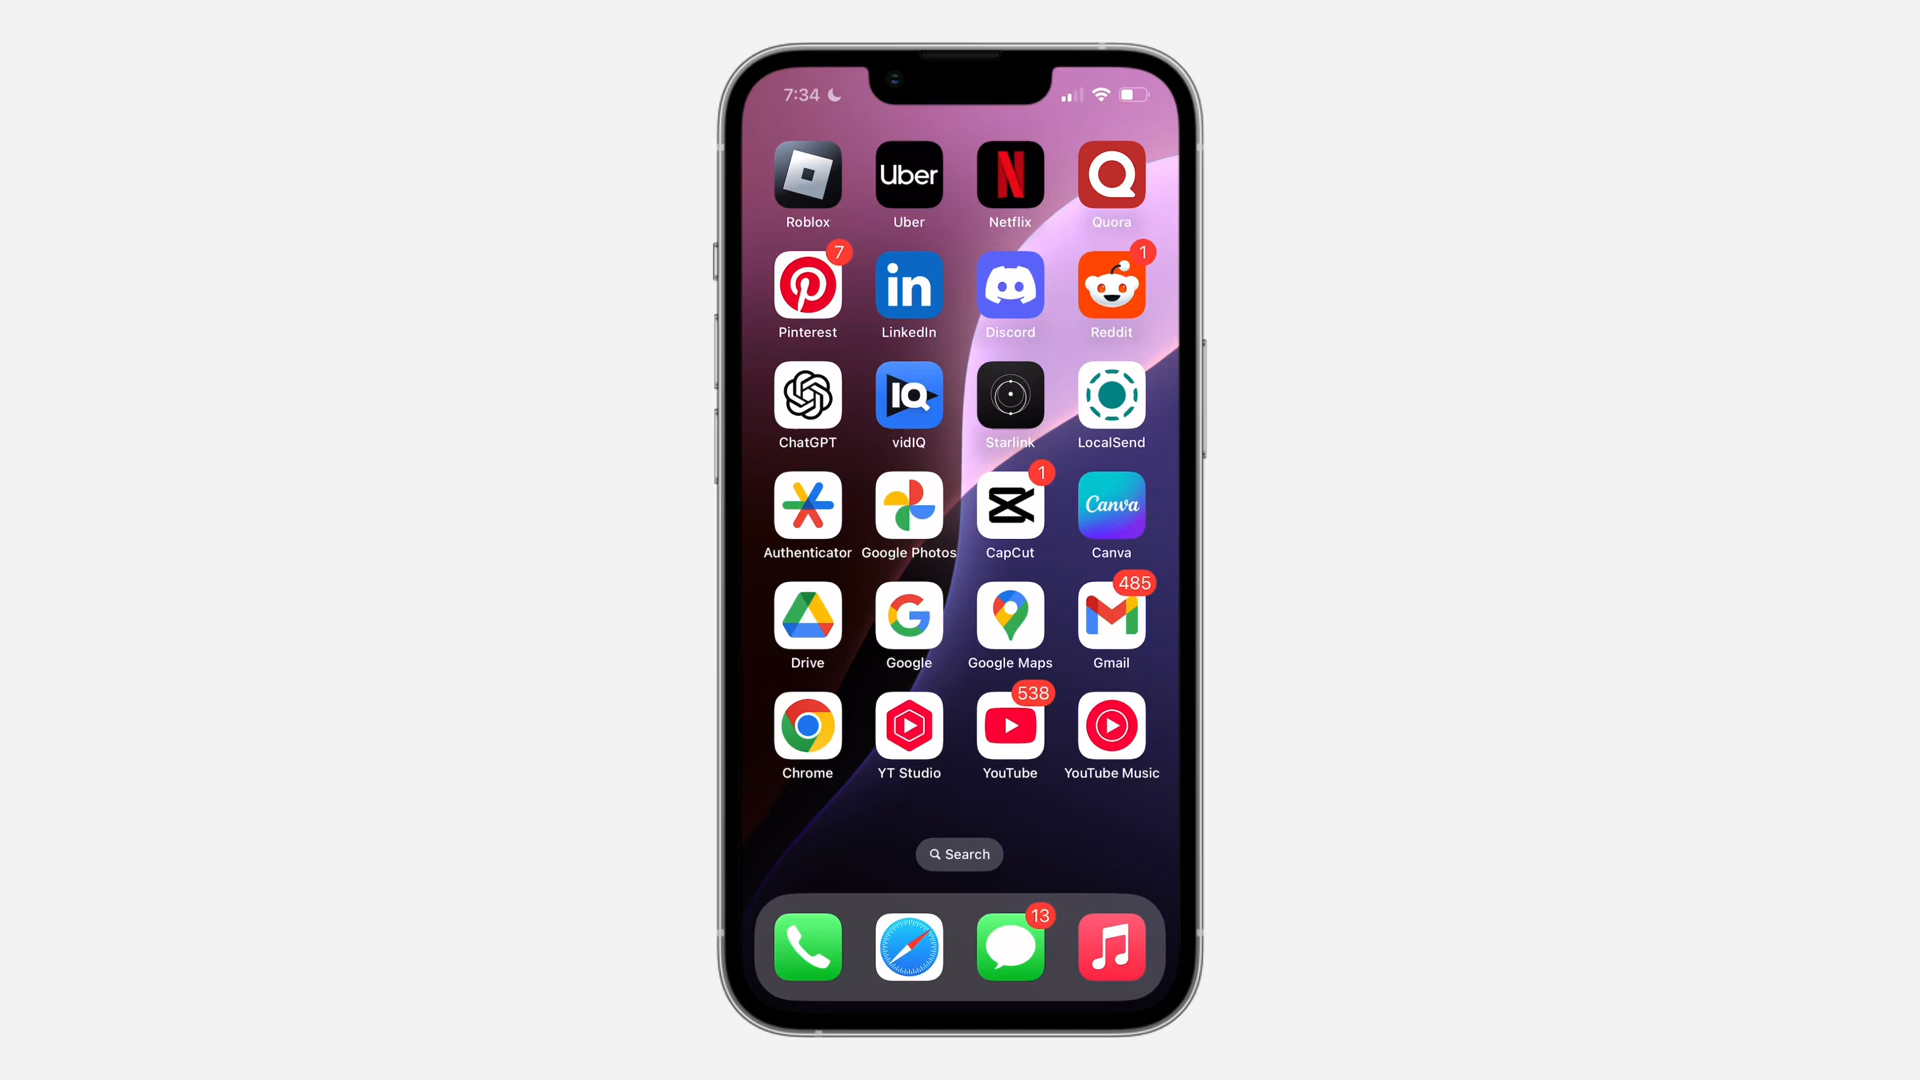 7:34
Uber
Roblox Uber Netflix Quora
7 1
in
Pinterest LinkedIn Discord Reddit
IQ
ChatGPT vidIQ Starlink LocalSend
1
Canva
Authenticator Google Photos CapCut Canva
485
Drive Google Google Maps Gmail
538
Chrome YT Studio YouTube YouTube Music
Search
13